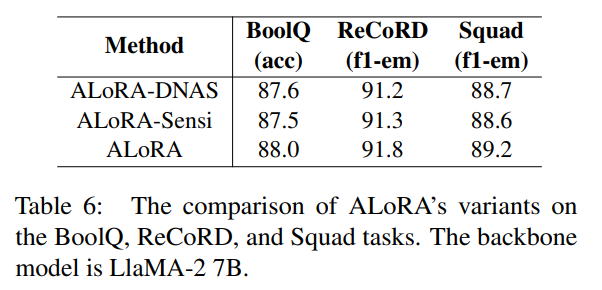 Method BoolQ ReCoRD Squad
(acc) (f1-em) (f1-em)
ALoRA-DNAS 87.6 91.2 88.7
ALoRA-Sensi 87.5 91.3 88.6
ALoRA 88.0 91.8 89.2
Table 6: The comparison of ALoRA's variants on
the BoolQ, ReCoRD, and Squad tasks. The backbone
model is LlaMA-2 7B.